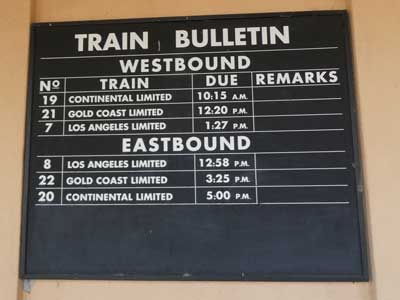 TRAIN BULLETIN
WESTBOUND
No TRAIN DUE REMARKS
19 CONTINENTAL LIMITED 10:15 A.M.
21 GOLD COAST LIMITED 12:20 P.M.
7 LOS ANGELES LIMITED 1:27 P.M.
EASTBOUND
8 LOS ANGELES LIMITED 12:58 P.M.
22 GOLD COAST LIMITED 3:25 P.M.
20 CONTINENTAL LIMITED 5:00 P.M.